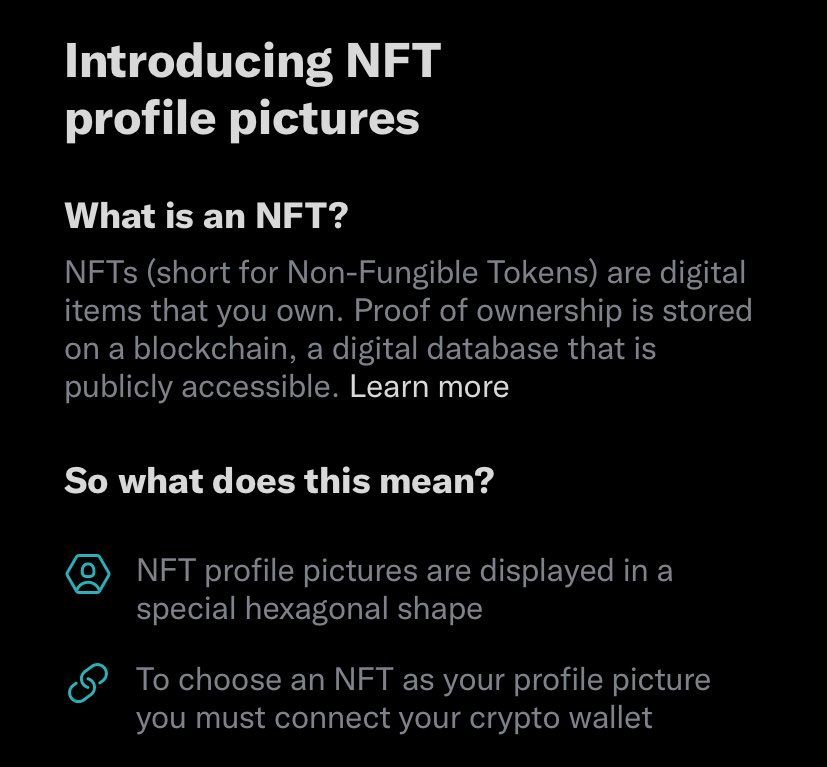 Introducing NFT
profile pictures
What is an NFT?
NFTs (short for Non-Fungible Tokens) are digital
items that you own. Proof of ownership is stored
on a blockchain, a digital database that is
publicly accessible. Learn more
So what does this mean?
NFT profile pictures are displayed in a
special hexagonal shape
To choose an NFT as your profile picture
you must connect your crypto wallet